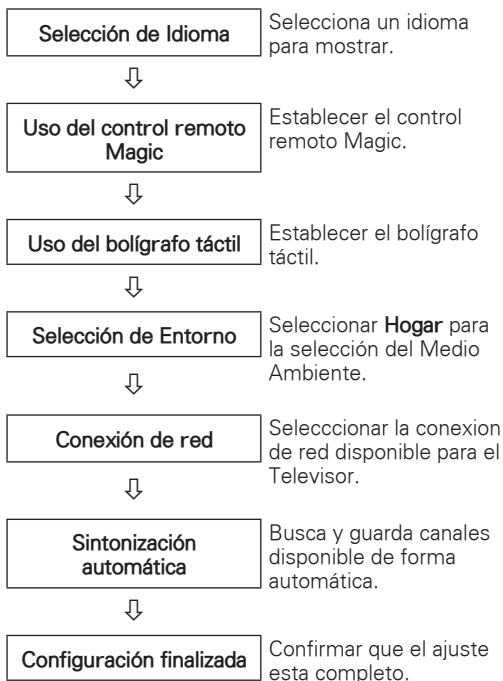 Selección de Idioma
Selecciona un idioma
para mostrar.
Uso del control remoto
Magic
Establecer el control
remoto Magic.
Uso del bolígrafo táctil
Establecer el bolígrafo
táctil.
Selección de Entorno
Seleccionar Hogar para
la selección del Medio
Ambiente.
Conexión de red
Selecccionar la conexion
de red disponible para el
Televisor.
Sintonización
automática
Busca y guarda canales
disponible de forma
automática.
Configuración finalizada
Confirmar que el ajuste
esta completo.